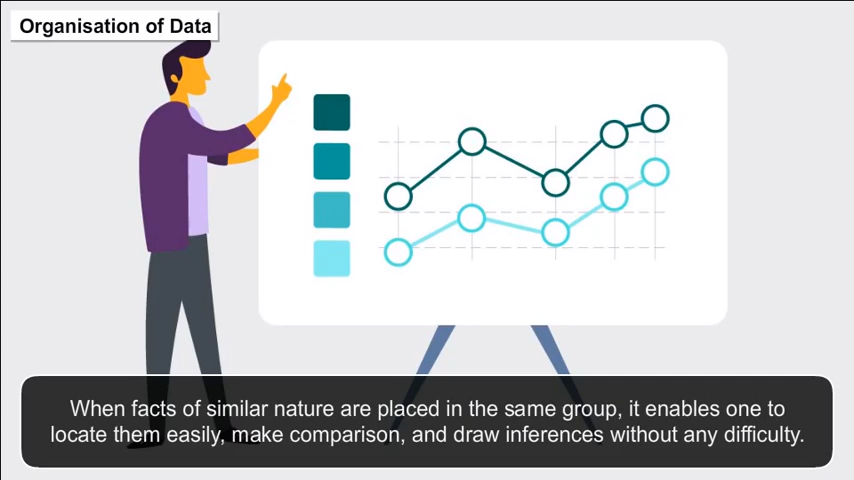 Organisation of Data
When facts of similar nature are placed in the same group, it enables one to
locate them easily, make comparison, and draw inferences without any difficulty.